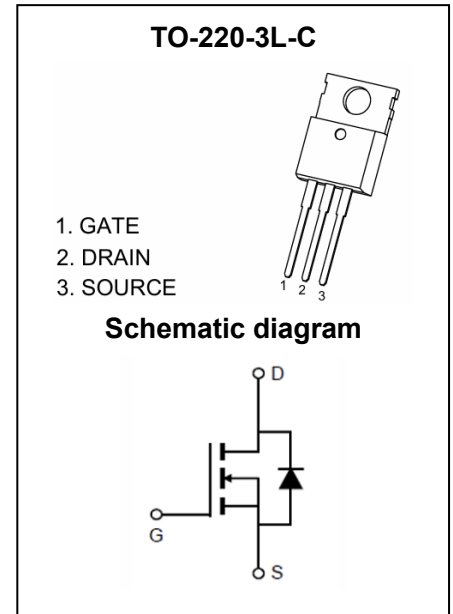 TO-220-3L-C
1. GATE
2. DRAIN
3. SOURCE
1 2 3
Schematic diagram
D
G
S